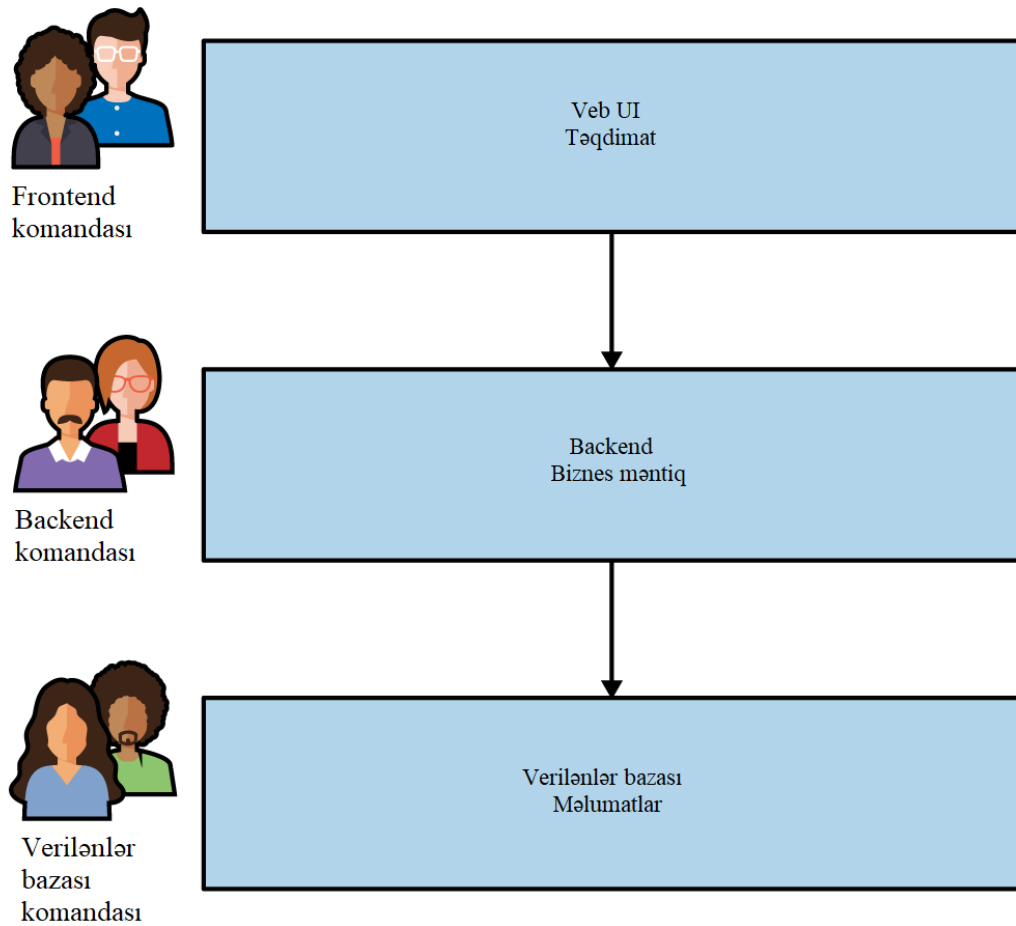 Veb UI
Təqdimat
Frontend
komandası
Backend
Biznes məntiq
Backend
komandası
Verilənlər bazası
Məlumatlar
Verilənlər
bazası
komandası